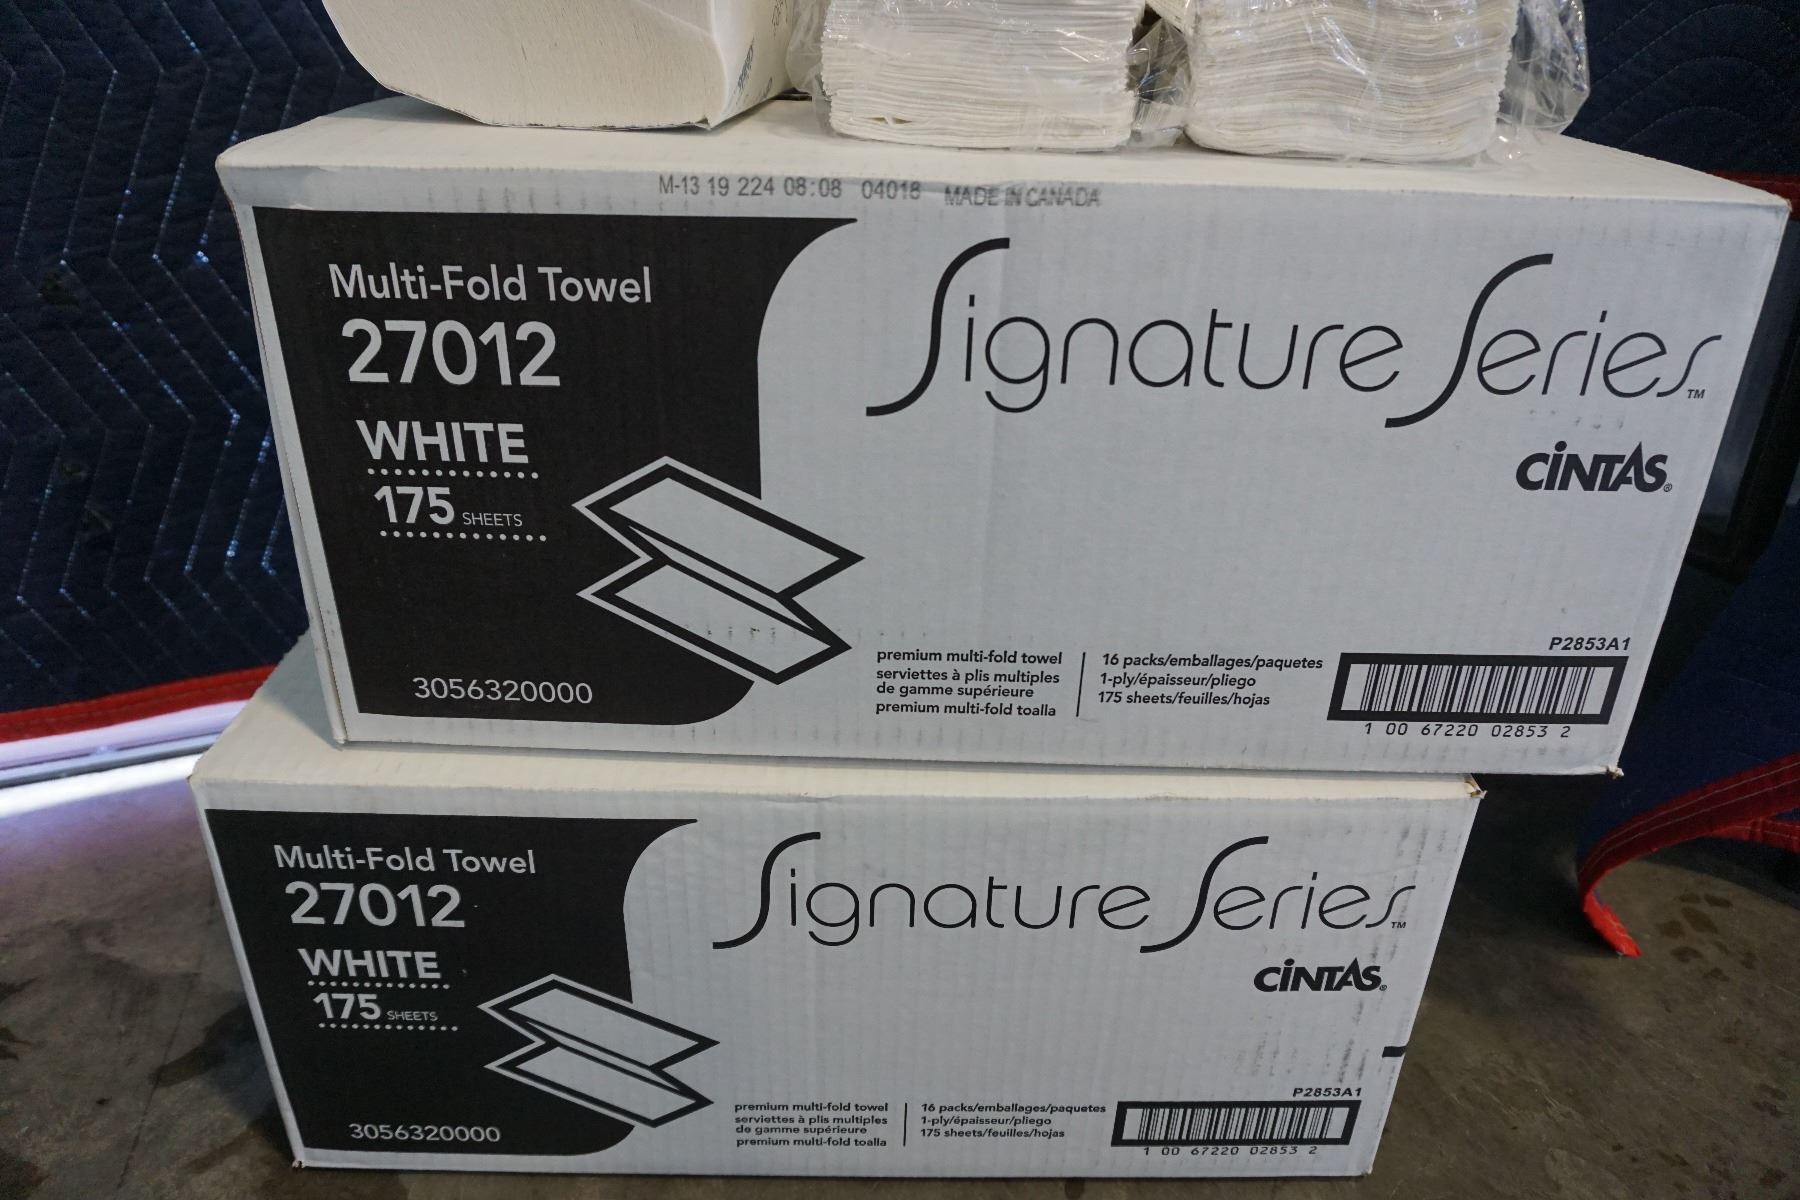 M-13 19 224 08:08 04018 MADE IN CANADA
Multi-Fold Towel
27012
WHITE
175 SHEETS
3056320000
Signature Series™
CINTAS®
premium multi-fold towel
serviettes à plis multiples
de gamme supérieure
premium multi-fold toalla
16 packs/emballages/paquetes
1-ply/épaisseur/pliego
175 sheets/feuilles/hojas
P2853A1
1 00 67220 02853 2
Multi-Fold Towel
27012
WHITE
175 SHEETS
3056320000
Signature Series™
CINTAS®
premium multi-fold towel
serviettes à plis multiples
de gamme supérieure
premium multi-fold toalla
16 packs/emballages/paquetes
1-ply/épaisseur/pliego
175 sheets/feuilles/hojas
P2853A1
1 00 67220 02853 2